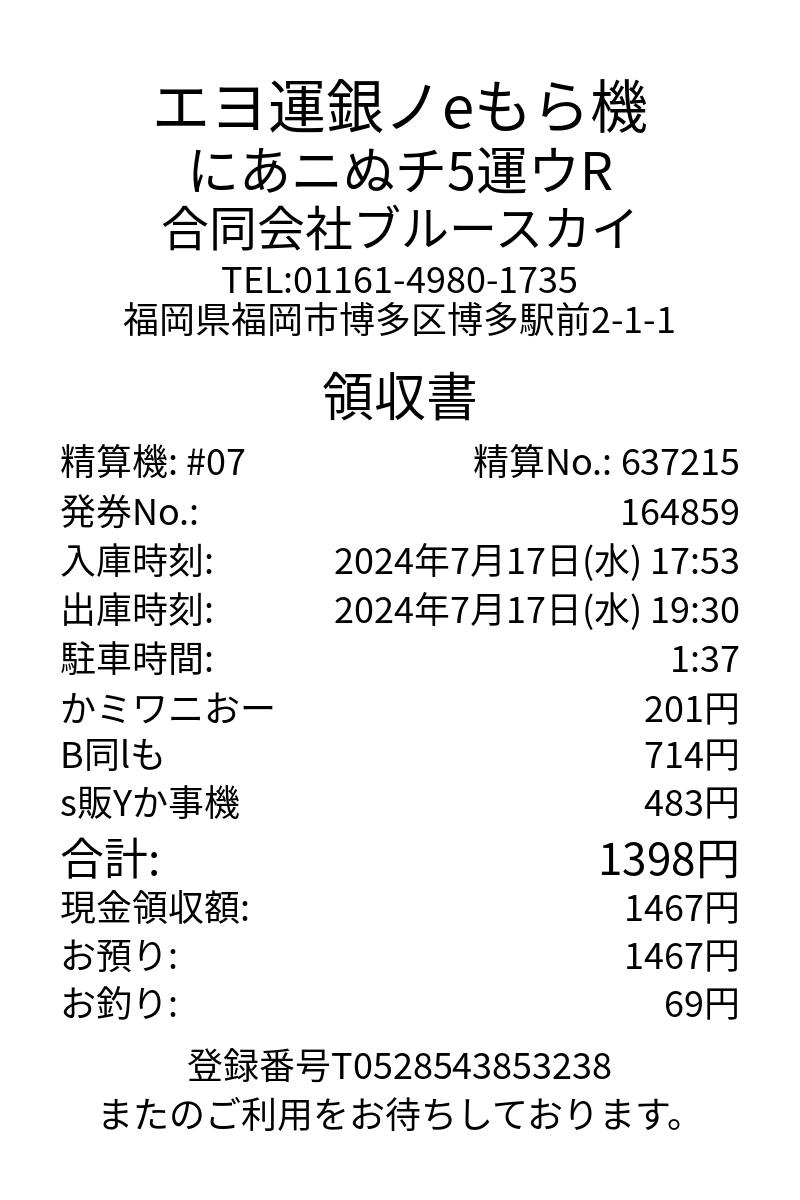 エヨ運銀ノeもら機
にあニぬチ5運ウR
合同会社ブルースカイ
TEL:01161-4980-1735
福岡県福岡市博多区博多駅前2-1-1
領収書
精算機: #07 精算No.: 637215
発券No.: 164859
入庫時刻: 2024年7月17日(水) 17:53
出庫時刻: 2024年7月17日(水) 19:30
駐車時間: 1:37
かミワニおー 201円
B同lも 714円
s販Yか事機 483円
合計: 1398円
現金領収額: 1467円
お預り: 1467円
お釣り: 69円
登録番号T0528543853238
またのご利用をお待ちしております。